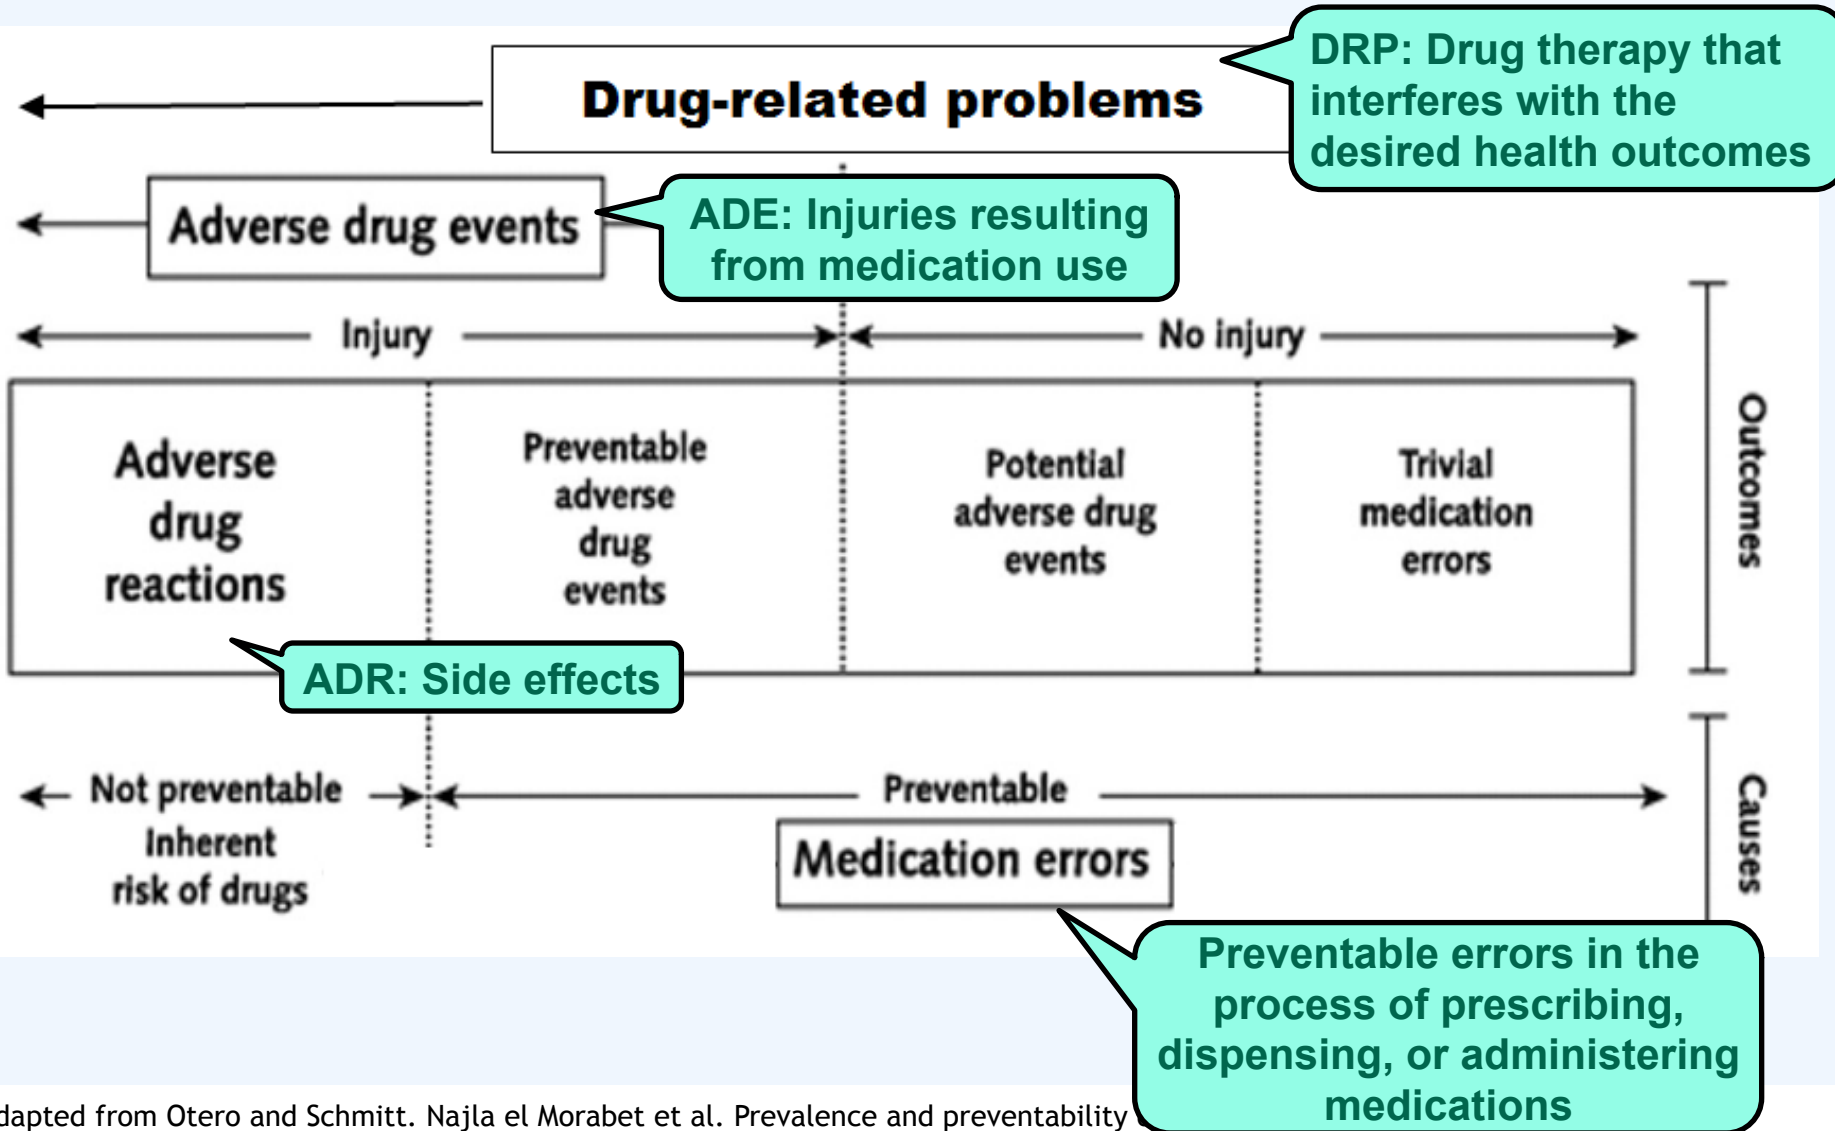 Drug-related problems
DRP: Drug therapy that
interferes with the
desired health outcomes
Adverse drug events
ADE: Injuries resulting
from medication use
Injury
No injury
Adverse
drug
reactions
Preventable
adverse
drug
events
Potential
adverse drug
events
Trivial
medication
errors
Outcomes
ADR: Side effects
Not preventable
Inherent
risk of drugs
Preventable
Medication errors
Causes
Preventable errors in the
process of prescribing,
dispensing, or administering
medications
dapted from Otero and Schmitt. Najla el Morabet et al. Prevalence and preventability